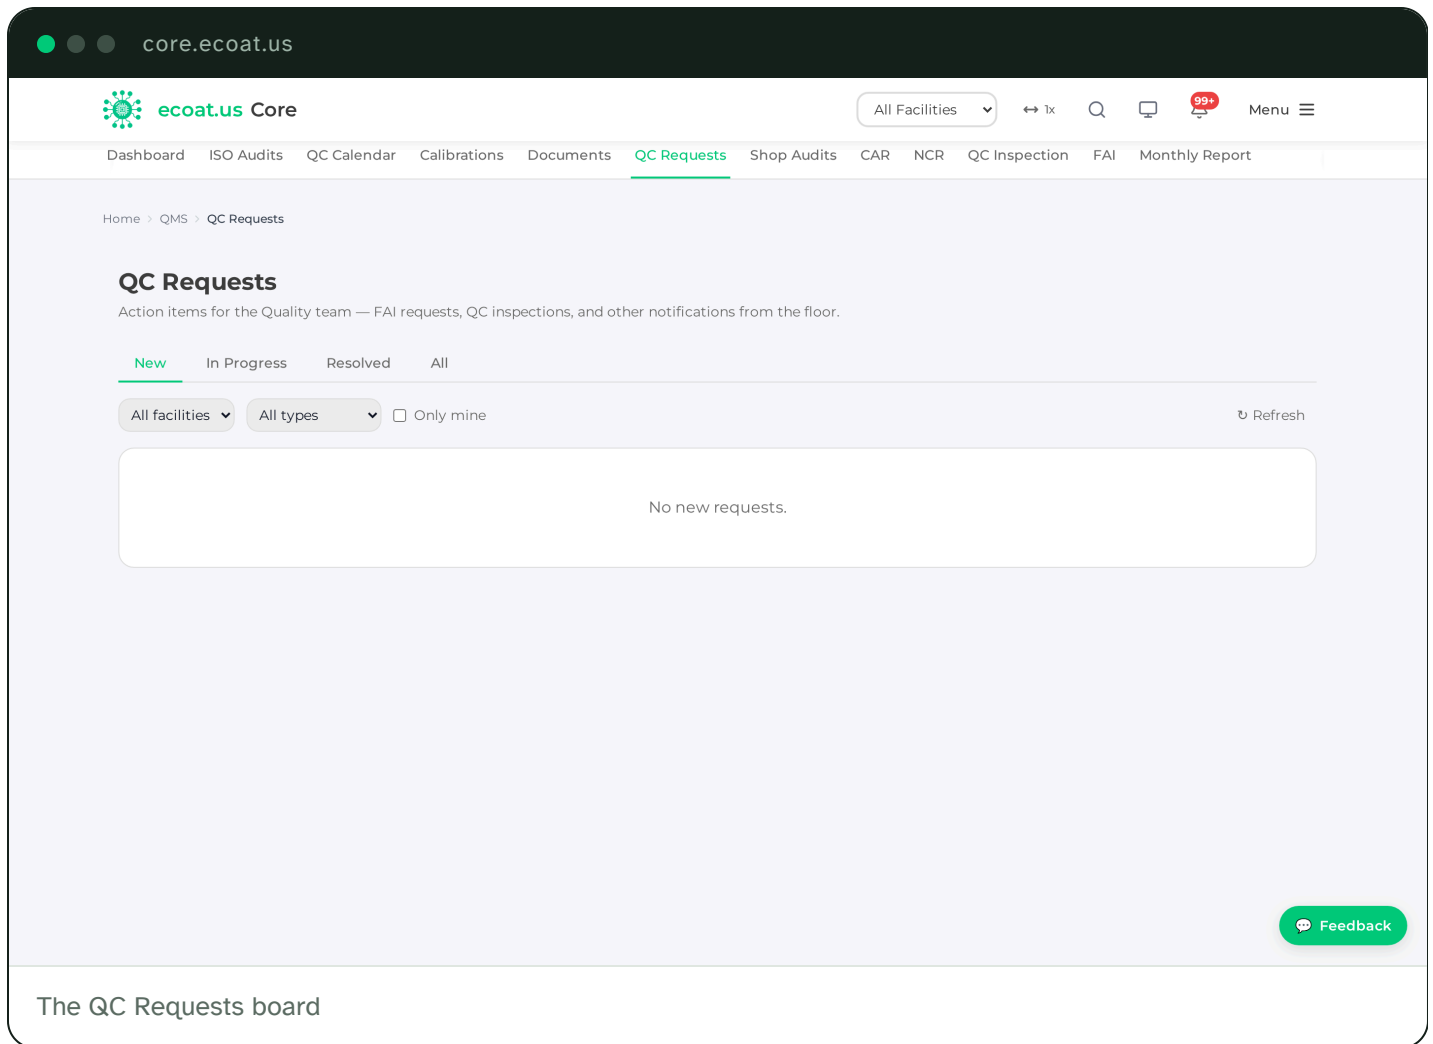 core.ecoat.us
ecoat.us Core
All Facilities
1x
99+
Menu
Dashboard ISO Audits QC Calendar Calibrations Documents QC Requests Shop Audits CAR NCR QC Inspection FAI Monthly Report
Home > QMS > QC Requests
QC Requests
Action items for the Quality team — FAI requests, QC inspections, and other notifications from the floor.
New In Progress Resolved All
All facilities All types Only mine ↻ Refresh
No new requests.
Feedback
The QC Requests board